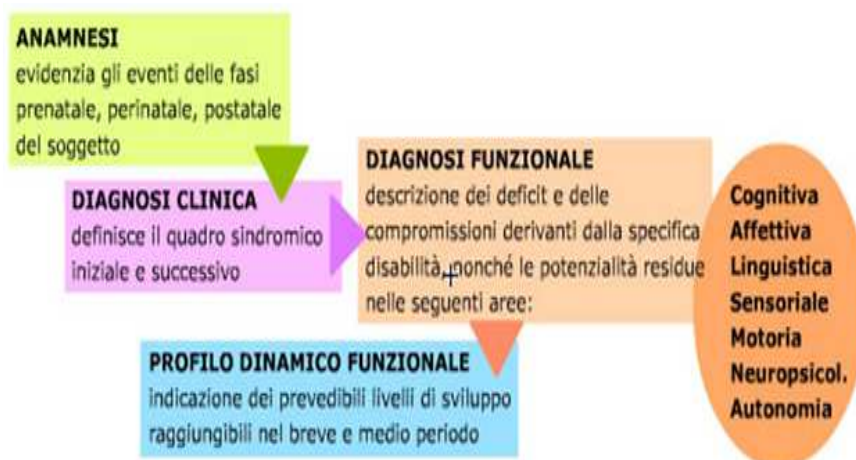 ANAMNESI
evidenzia gli eventi delle fasi
prenatale, perinatale, postatale
del soggetto
DIAGNOSI CLINICA
definisce il quadro sindromico
iniziale e successivo
DIAGNOSI FUNZIONALE
descrizione dei deficit e delle
compromissioni derivanti dalla specifica
disabilità, nonché le potenzialità residue
nelle seguenti aree:
Cognitiva
Affettiva
Linguistica
Sensoriale
Motoria
Neuropsicol.
Autonomia
PROFILO DINAMICO FUNZIONALE
indicazione dei prevedibili livelli di sviluppo
raggiungibili nel breve e medio periodo